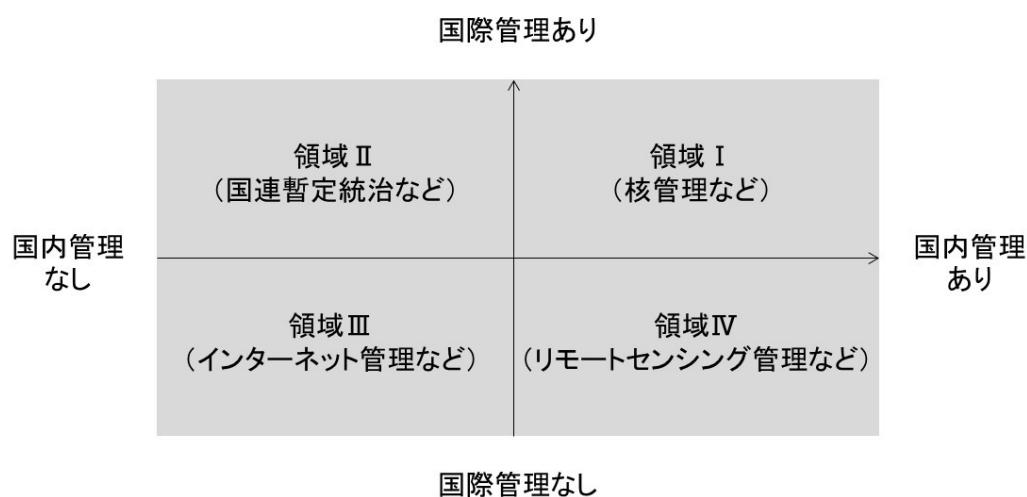 国際管理あり
領域Ⅱ
（国連暫定統治など）
領域Ⅰ
（核管理など）
国内管理
なし
国内管理
あり
領域Ⅲ
（インターネット管理など）
領域Ⅳ
（リモートセンシング管理など）
国際管理なし